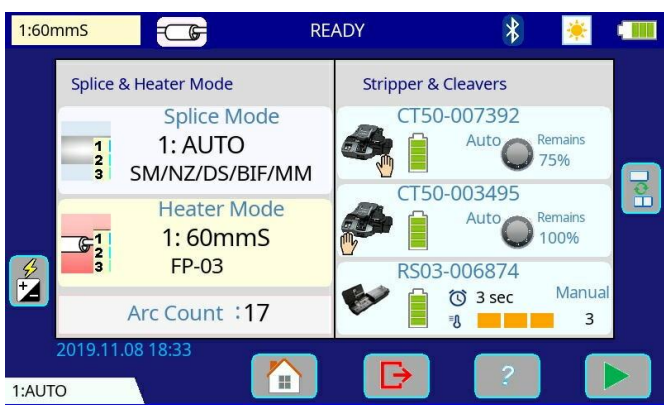 1:60mmS
READY
Splice & Heater Mode
Splice Mode
1
2
3
1: AUTO
SM/NZ/DS/BIF/MM
Heater Mode
1
2
3
1: 60mmS
FP-03
Arc Count :17
Stripper & Cleavers
CT50-007392
Auto
Remains
75%
CT50-003495
Auto
Remains
100%
RS03-006874
3 sec
Manual
3
2019.11.08 18:33
?
1:AUTO